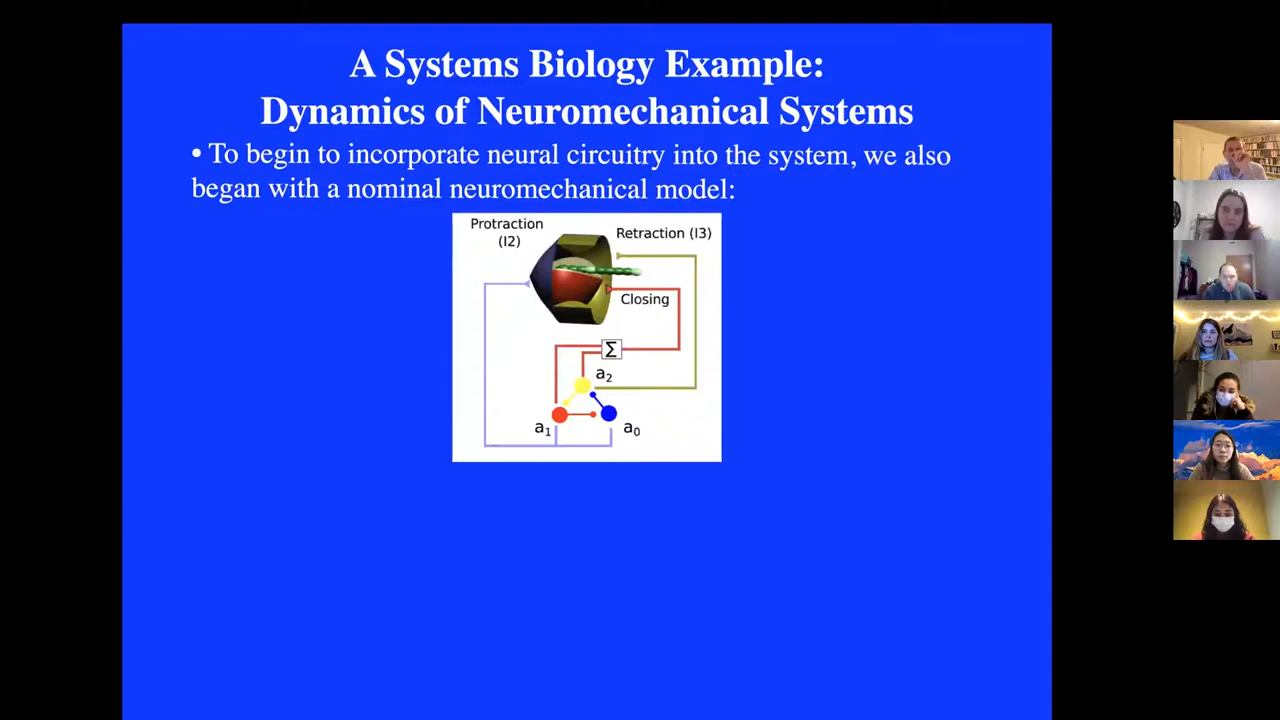 A Systems Biology Example:
Dynamics of Neuromechanical Systems
• To begin to incorporate neural circuitry into the system, we also
began with a nominal neuromechanical model:
Protraction
(I2)
Retraction (I3)
Closing
Σ
a₂
a₁
a₀